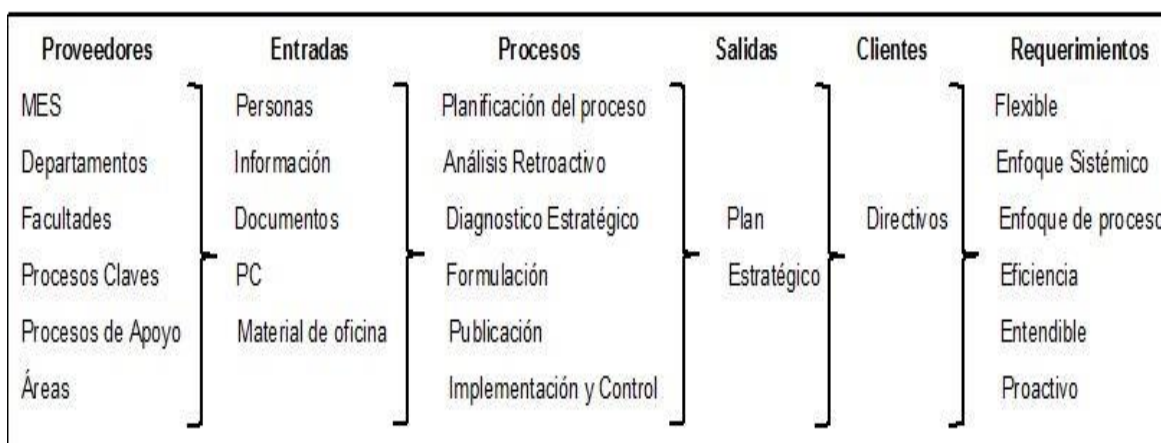 Proveedores Entradas Procesos Salidas Clientes Requerimientos
MES Personas Planificación del proceso Flexible
Departamentos Información Análisis Retroactivo Enfoque Sistémico
Facultades Documentos Diagnostico Estratégico Plan Directivos Enfoque de proceso
Procesos Claves PC Formulación Estratégico Eficiencia
Procesos de Apoyo Material de oficina Publicación Entendible
Áreas Implementación y Control Proactivo